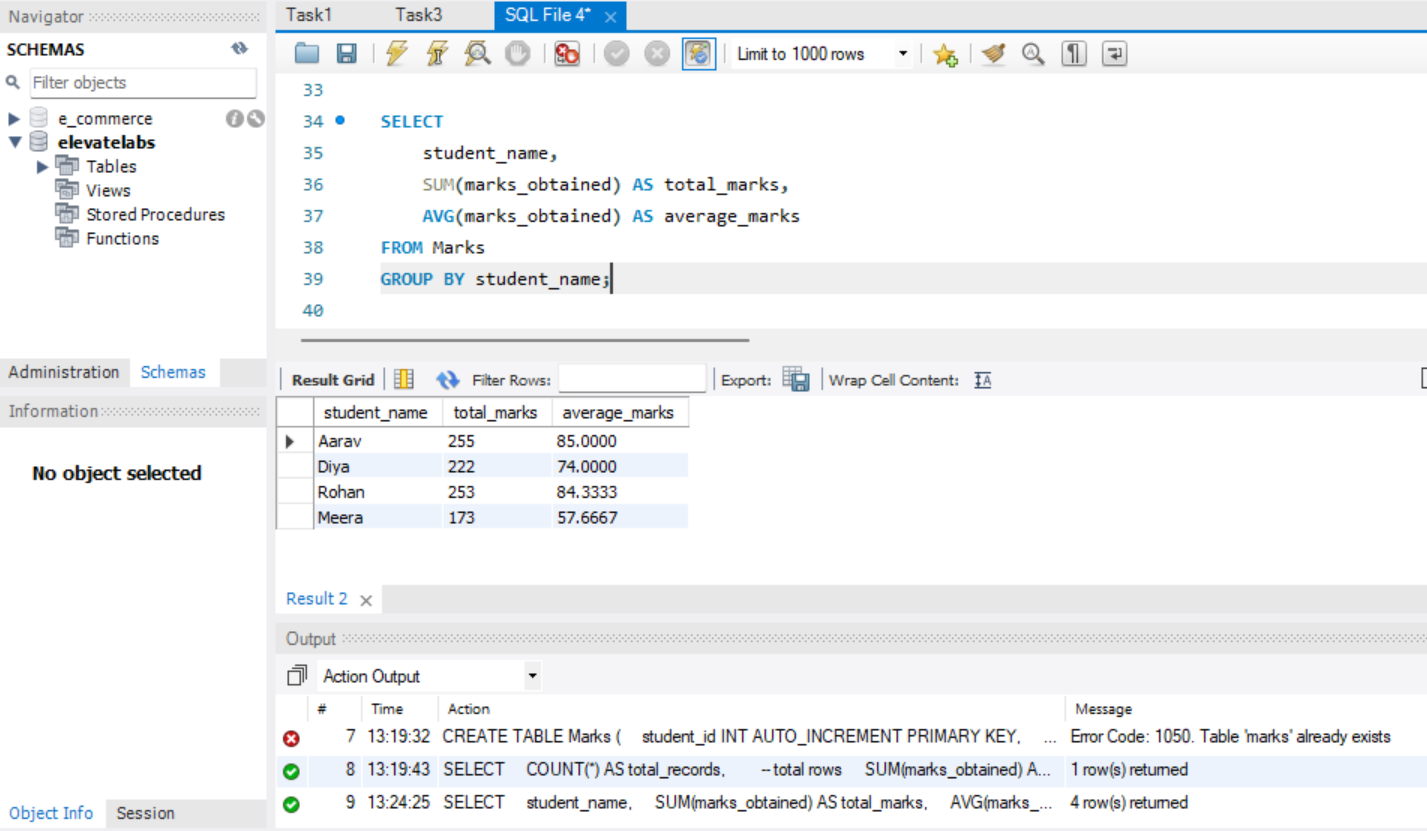 Navigator
SCHEMAS
Filter objects
e_commerce
elevatelabs
Tables
Views
Stored Procedures
Functions
Administration Schemas
Information
No object selected
Object Info Session
Task1 Task3 SQL File 4*
Limit to 1000 rows
33
34 SELECT
35 student_name,
36 SUM(marks_obtained) AS total_marks,
37 AVG(marks_obtained) AS average_marks
38 FROM Marks
39 GROUP BY student_name;
40
Result Grid Filter Rows: Export: Wrap Cell Content:
student_name total_marks average_marks
Aarav 255 85.0000
Diya 222 74.0000
Rohan 253 84.3333
Meera 173 57.6667
Result 2
Output
Action Output
# Time Action Message
7 13:19:32 CREATE TABLE Marks ( student_id INT AUTO_INCREMENT PRIMARY KEY, ... Error Code: 1050. Table 'marks' already exists
8 13:19:43 SELECT COUNT(*) AS total_records, -- total rows SUM(marks_obtained) A... 1 row(s) returned
9 13:24:25 SELECT student_name, SUM(marks_obtained) AS total_marks, AVG(marks_... 4 row(s) returned